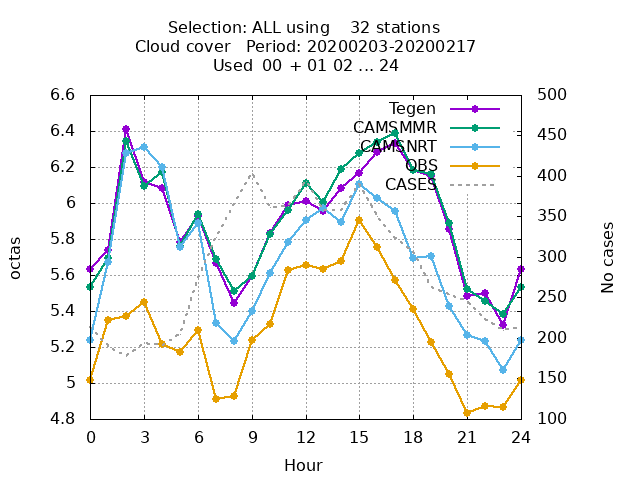 Selection: ALL using    32 stations
Cloud cover   Period: 20200203-20200217
Used  00 + 01 02 ... 24
6.6
6.4
6.2
6
5.8
5.6
5.4
5.2
5
4.8
octas
500
450
400
350
300
250
200
150
100
No cases
Tegen
CAMSMMR
CAMSNRT
OBS
CASES
0 3 6 9 12 15 18 21 24
Hour